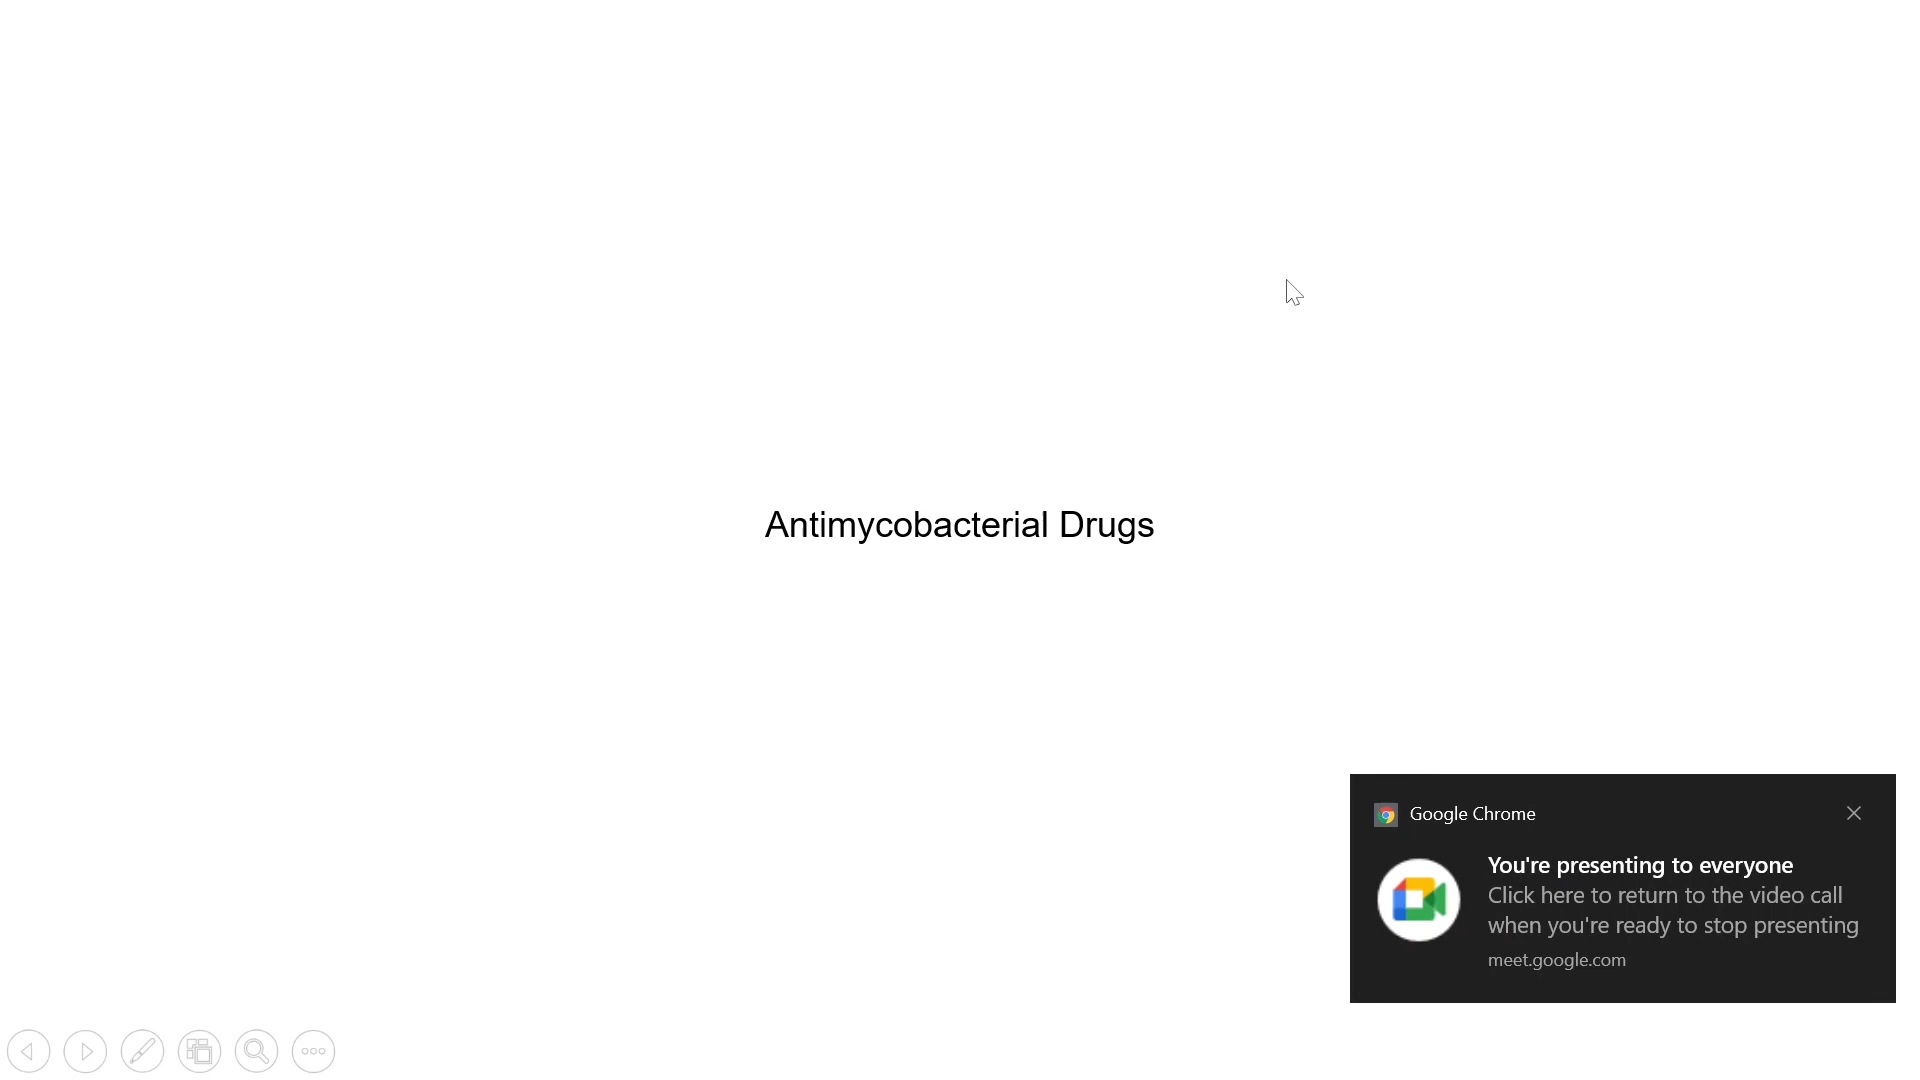 Antimycobacterial Drugs
Google Chrome
You're presenting to everyone
Click here to return to the video call
when you're ready to stop presenting
meet.google.com